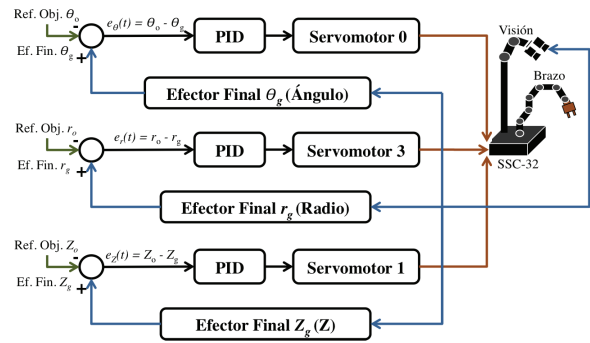 Ref. Obj. θo
-
eθ(t) = θo - θg
PID
Servomotor 0
Ef. Fin. θg
+
Efector Final θg (Ángulo)
Visión
Brazo
SSC-32
Ref. Obj. ro
-
er(t) = ro - rg
PID
Servomotor 3
Ef. Fin. rg
+
Efector Final rg (Radio)
Ref. Obj. Zo
-
eZ(t) = Zo - Zg
PID
Servomotor 1
Ef. Fin. Zg
+
Efector Final Zg (Z)